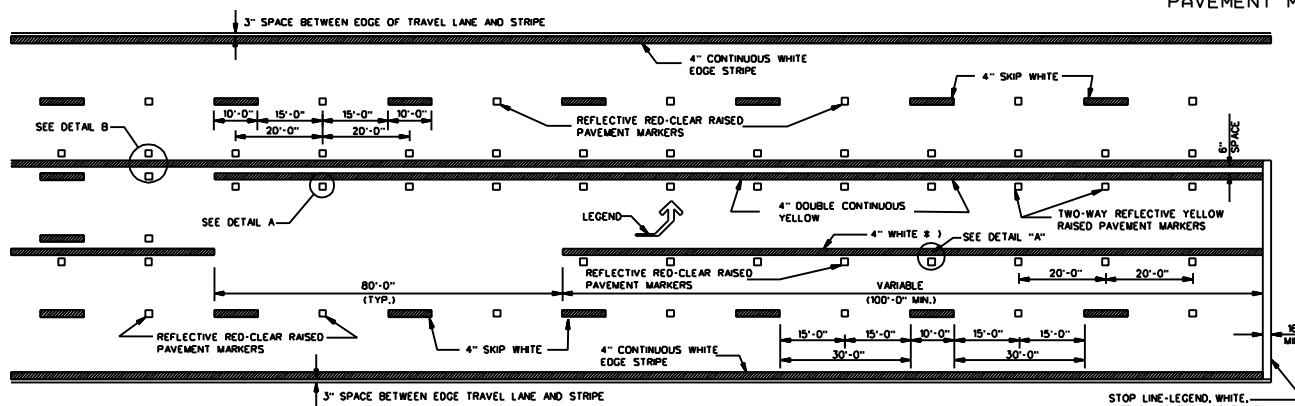 PAVEMENT M
3" SPACE BETWEEN EDGE OF TRAVEL LANE AND STRIPE
4" CONTINUOUS WHITE
EDGE STRIPE
4" SKIP WHITE
10'-0" 15'-0" 15'-0" 10'-0"
20'-0" 20'-0"
REFLECTIVE RED-CLEAR RAISED
PAVEMENT MARKERS
SEE DETAIL B
6"
SPACE
SEE DETAIL A
LEGEND
4" DOUBLE CONTINUOUS
YELLOW
TWO-WAY REFLECTIVE YELLOW
RAISED PAVEMENT MARKERS
4" WHITE * )
SEE DETAIL "A"
REFLECTIVE RED-CLEAR RAISED
PAVEMENT MARKERS
20'-0" 20'-0"
80'-0"
(TYP.)
VARIABLE
(100'-0" MIN.)
REFLECTIVE RED-CLEAR RAISED
PAVEMENT MARKERS
4" SKIP WHITE
4" CONTINUOUS WHITE
EDGE STRIPE
15'-0" 15'-0" 10'-0" 15'-0" 15'-0"
30'-0" 30'-0"
3" SPACE BETWEEN EDGE TRAVEL LANE AND STRIPE
STOP LINE-LEGEND, WHITE,